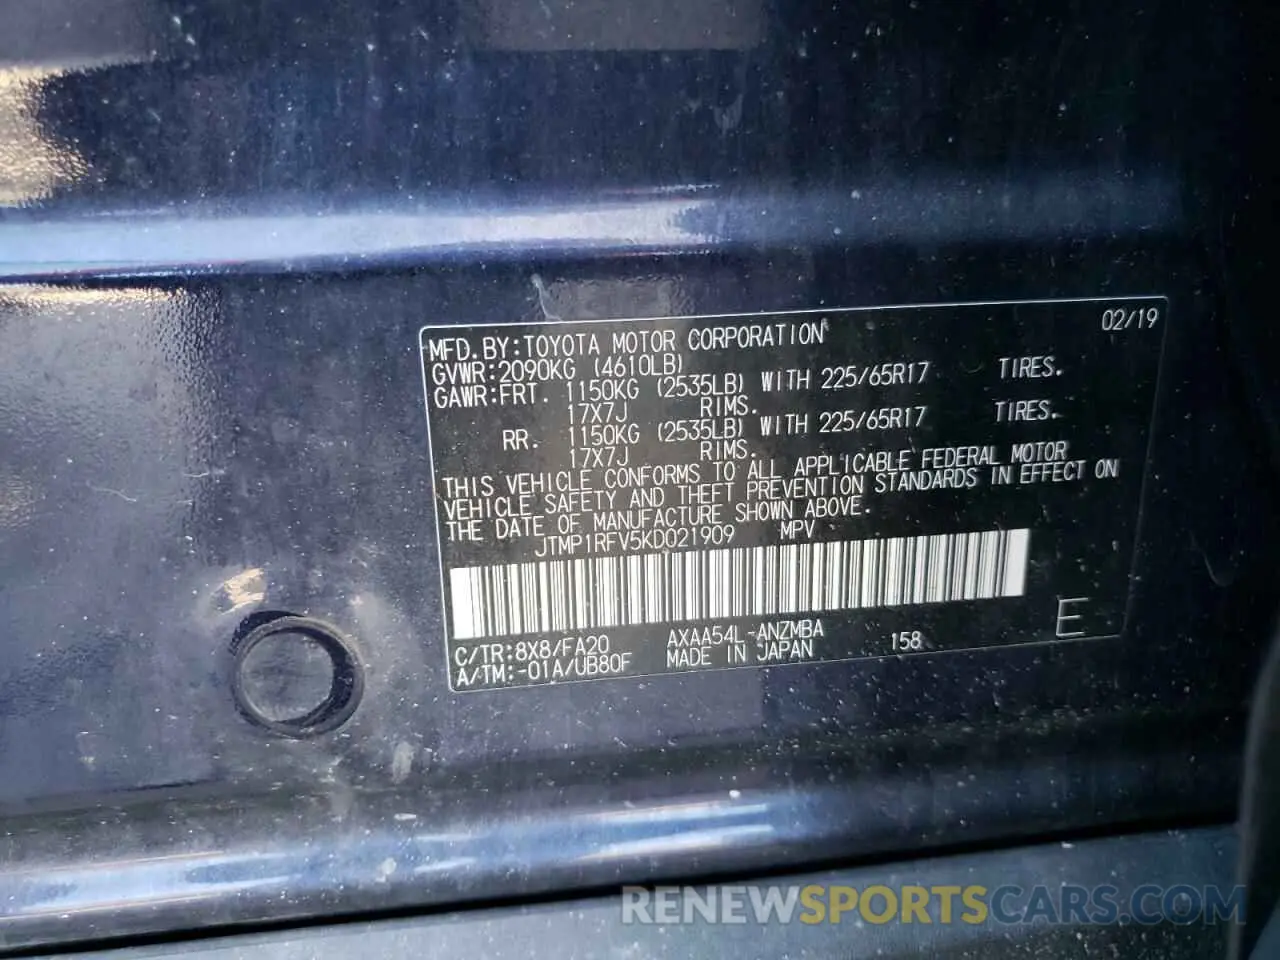 MFD.BY:TOYOTA MOTOR CORPORATION 02/19
GVWR:2090KG (4610LB)
GAWR:FRT. 1150KG (2535LB) WITH 225/65R17 TIRES.
17X7J RIMS.
RR. 1150KG (2535LB) WITH 225/65R17 TIRES.
17X7J RIMS.
THIS VEHICLE CONFORMS TO ALL APPLICABLE FEDERAL MOTOR
VEHICLE SAFETY AND THEFT PREVENTION STANDARDS IN EFFECT ON
THE DATE OF MANUFACTURE SHOWN ABOVE.
JTMP1RFV5KD021909 MPV
C/TR:8X8/FA20 AXAA54L-ANZMBA 158 E
A/TM:-01A/UB80F MADE IN JAPAN
RENEWSPORTSCARS.COM